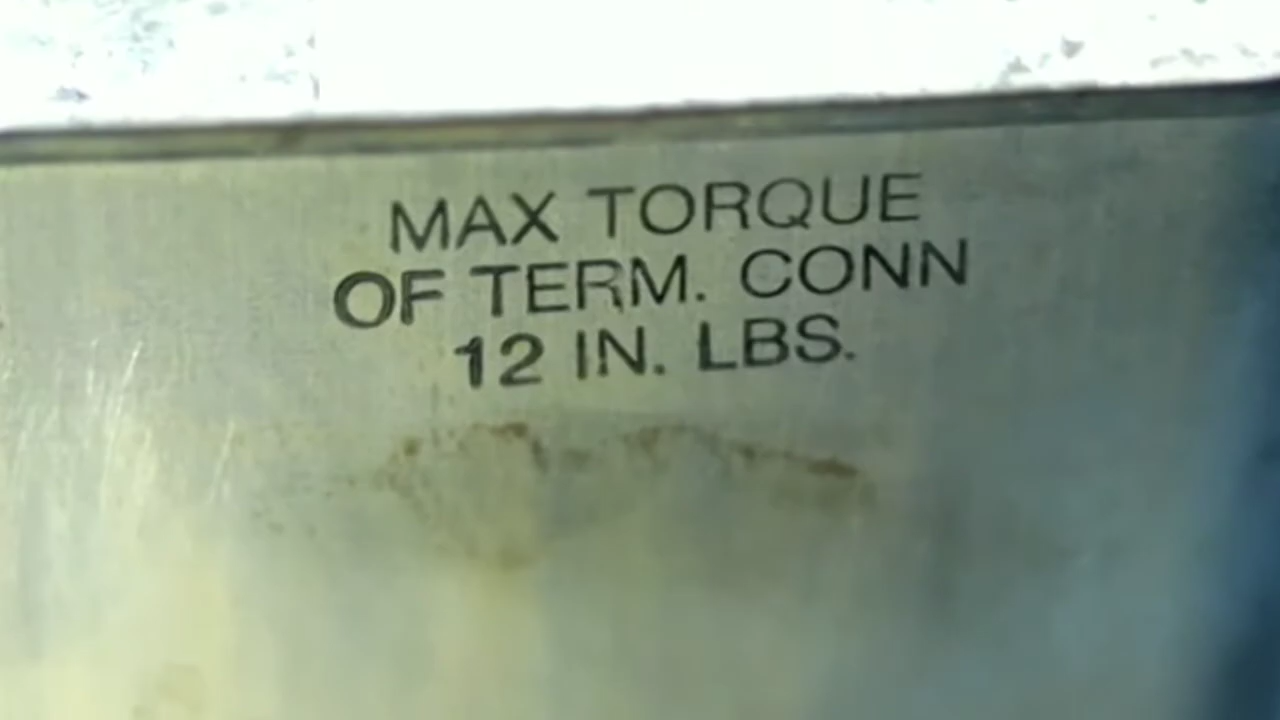 MAX TORQUE
OF TERM. CONN
12 IN. LBS.